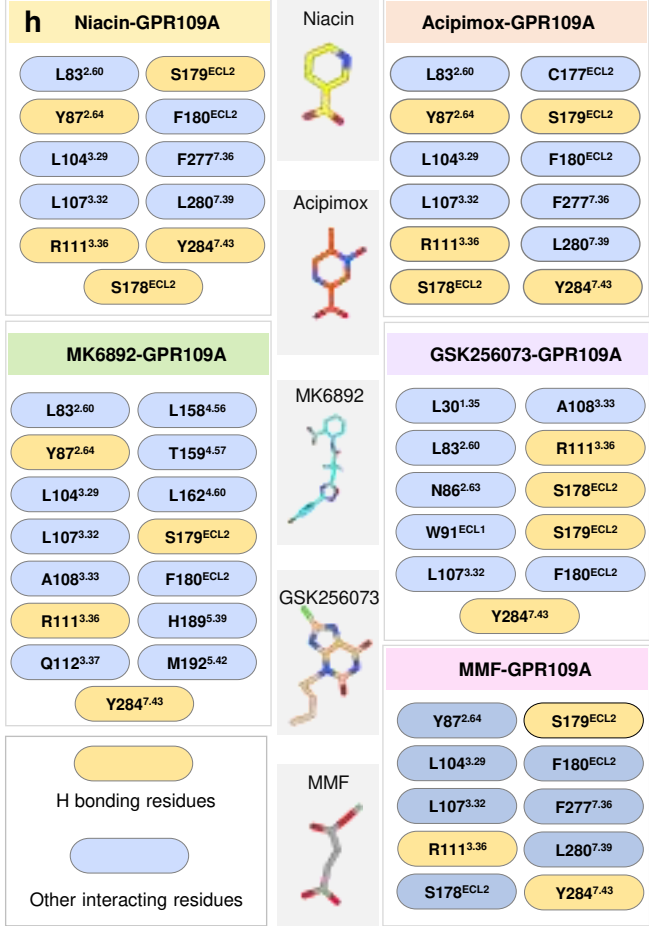 h
Niacin-GPR109A
L83^2.60 S179^ECL2
Y87^2.64 F180^ECL2
L104^3.29 F277^7.36
L107^3.32 L280^7.39
R111^3.36 Y284^7.43
S178^ECL2
Niacin
Acipimox
MK6892
GSK256073
MMF
Acipimox-GPR109A
L83^2.60 C177^ECL2
Y87^2.64 S179^ECL2
L104^3.29 F180^ECL2
L107^3.32 F277^7.36
R111^3.36 L280^7.39
S178^ECL2 Y284^7.43
MK6892-GPR109A
L83^2.60 L158^4.56
Y87^2.64 T159^4.57
L104^3.29 L162^4.60
L107^3.32 S179^ECL2
A108^3.33 F180^ECL2
R111^3.36 H189^5.39
Q112^3.37 M192^5.42
Y284^7.43
GSK256073-GPR109A
L30^1.35 A108^3.33
L83^2.60 R111^3.36
N86^2.63 S178^ECL2
W91^ECL1 S179^ECL2
L107^3.32 F180^ECL2
Y284^7.43
H bonding residues
Other interacting residues
MMF-GPR109A
Y87^2.64 S179^ECL2
L104^3.29 F180^ECL2
L107^3.32 F277^7.36
R111^3.36 L280^7.39
S178^ECL2 Y284^7.43